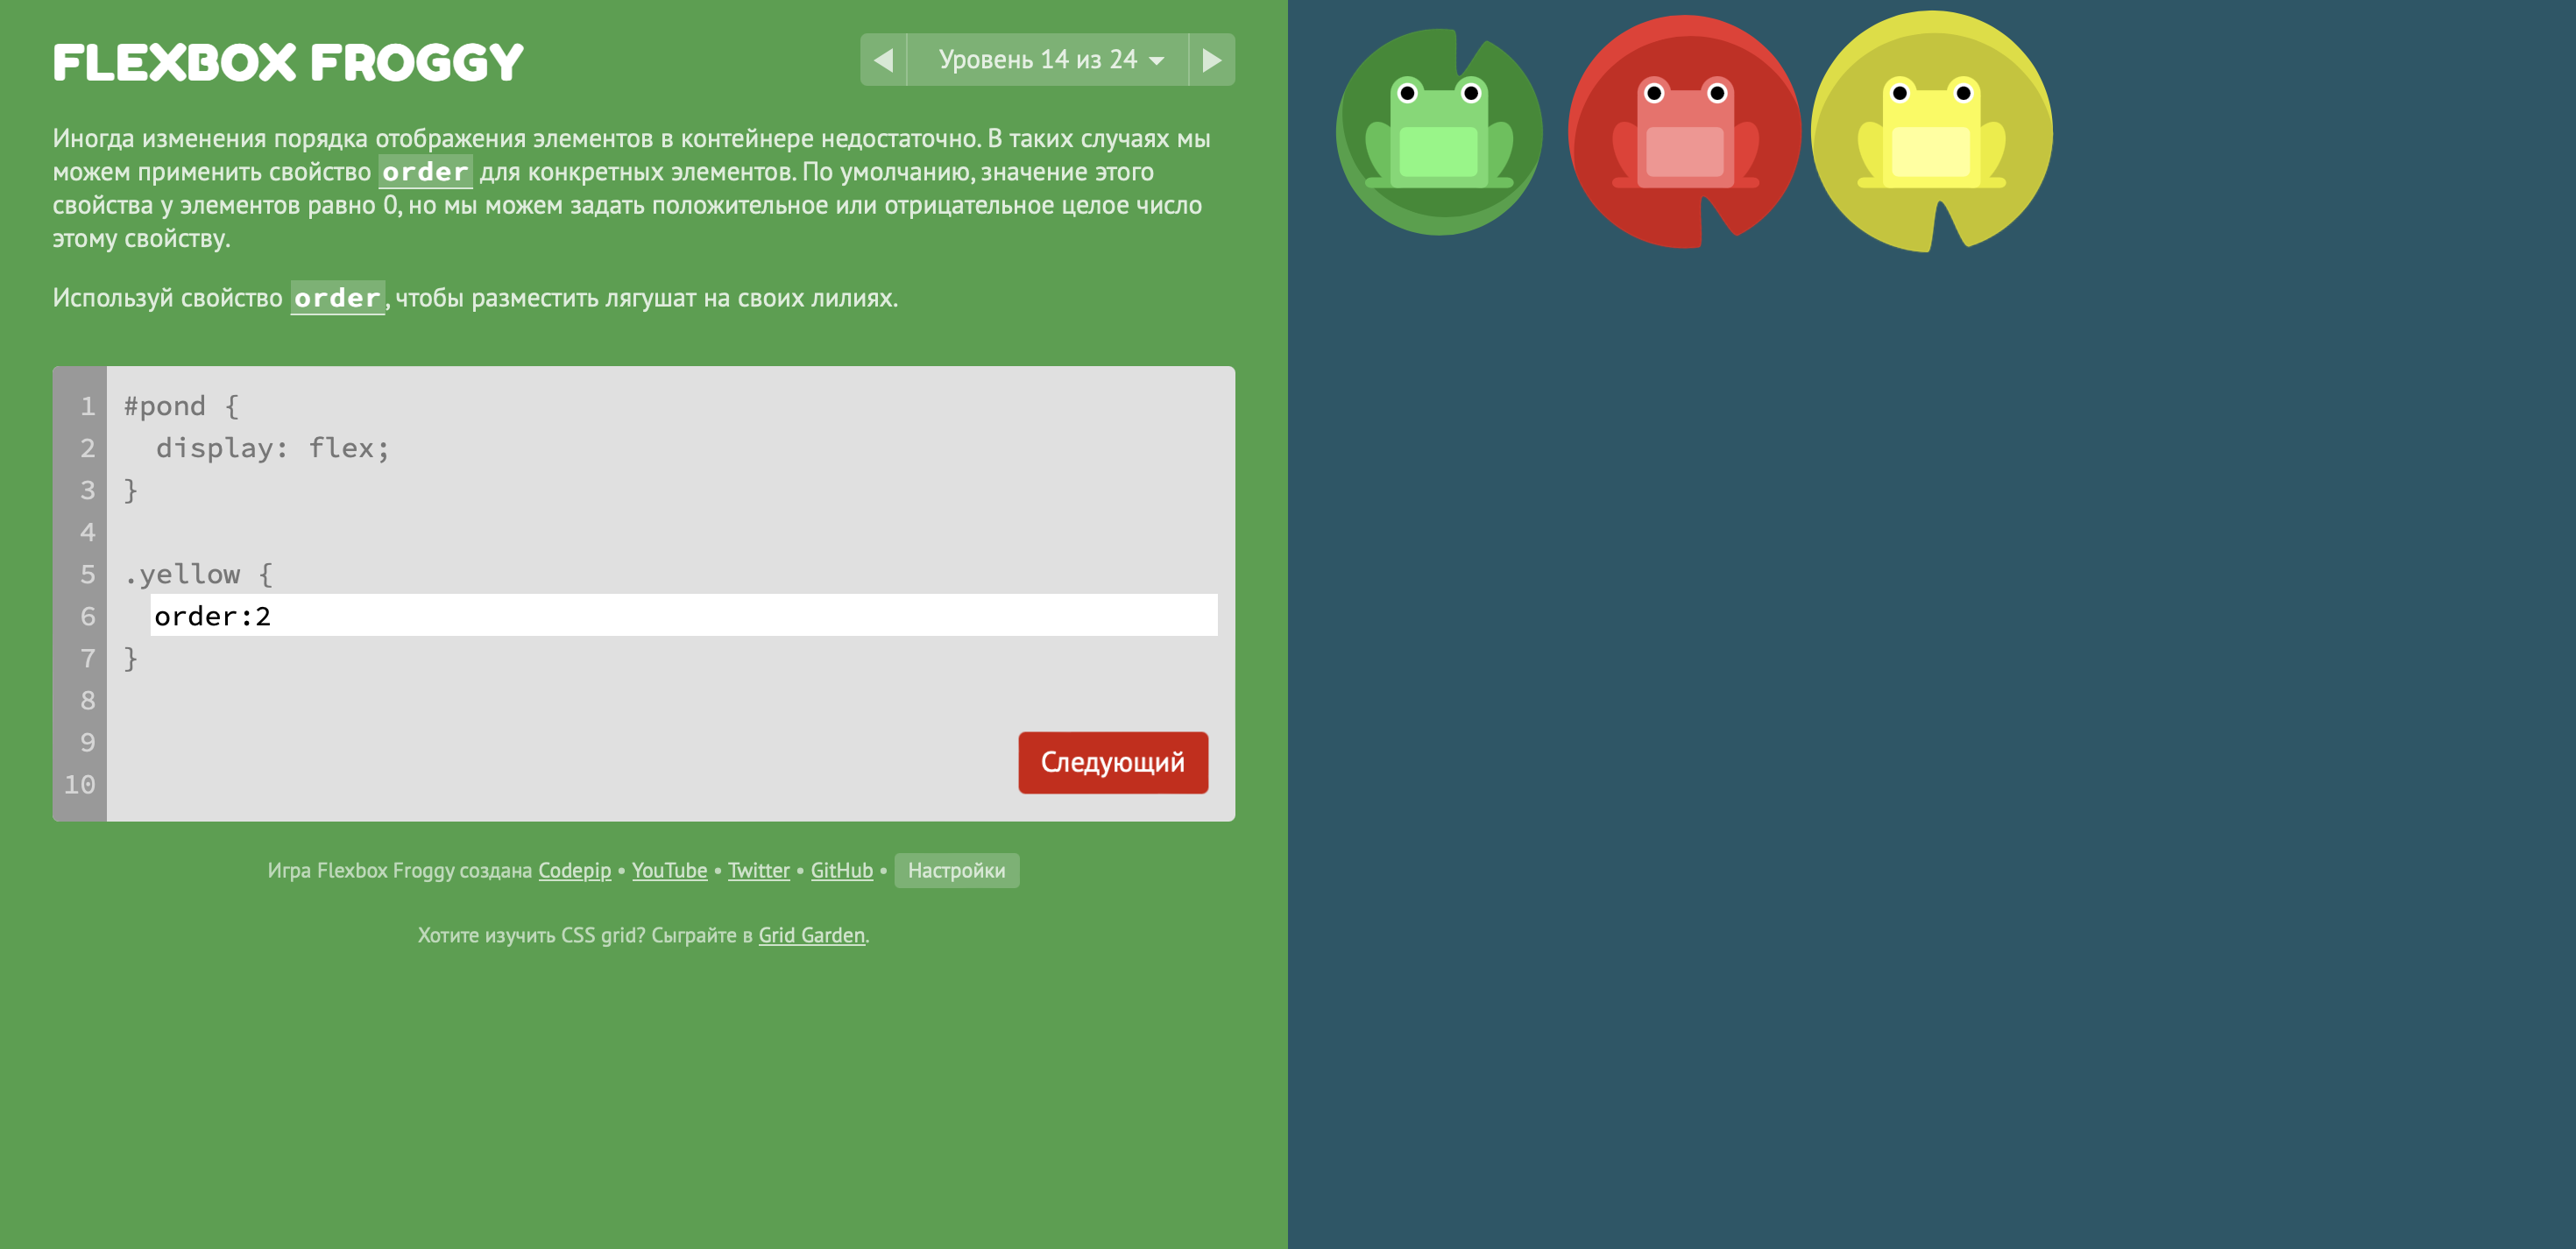 FLEXBOX FROGGY
Уровень 14 из 24
Иногда изменения порядка отображения элементов в контейнере недостаточно. В таких случаях мы
можем применить свойство order для конкретных элементов. По умолчанию, значение этого
свойства у элементов равно 0, но мы можем задать положительное или отрицательное целое число
этому свойству.
Используй свойство order, чтобы разместить лягушат на своих лилиях.
1 #pond {
2   display: flex;
3 }
4
5 .yellow {
6   order:2
7 }
8
9
10
Следующий
Игра Flexbox Froggy создана Codepip • YouTube • Twitter • GitHub • Настройки
Хотите изучить CSS grid? Сыграйте в Grid Garden.